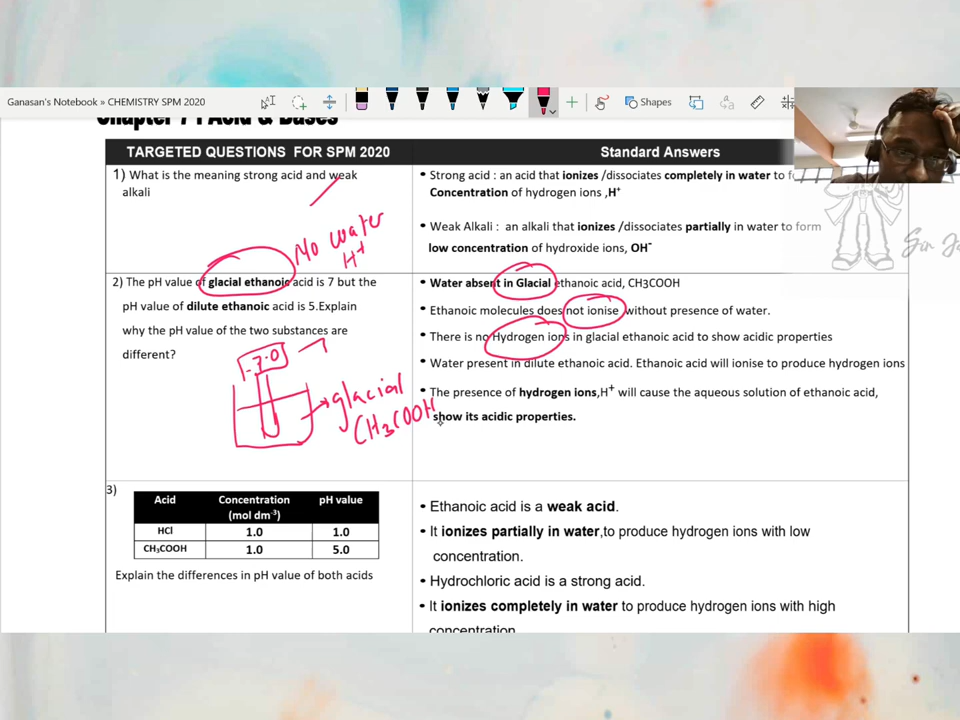 Ganasan's Notebook » CHEMISTRY SPM 2020
Shapes
Chapter 7 : Acid & Bases
TARGETED QUESTIONS FOR SPM 2020
Standard Answers
1) What is the meaning strong acid and weak
alkali
• Strong acid : an acid that ionizes /dissociates completely in water to
Concentration of hydrogen ions ,H⁺
• Weak Alkali : an alkali that ionizes /dissociates partially in water to form
low concentration of hydroxide ions, OH⁻
No water
H⁺
2) The pH value of glacial ethanoic acid is 7 but the
pH value of dilute ethanoic acid is 5.Explain
why the pH value of the two substances are
different?
7.0
glacial
CH₃COOH
• Water absent in Glacial ethanoic acid, CH3COOH
• Ethanoic molecules does not ionise without presence of water.
• There is no Hydrogen ions in glacial ethanoic acid to show acidic properties
• Water present in dilute ethanoic acid. Ethanoic acid will ionise to produce hydrogen ions
• The presence of hydrogen ions,H⁺ will cause the aqueous solution of ethanoic acid,
show its acidic properties.
3)
Acid Concentration (mol dm⁻³) pH value
HCl 1.0 1.0
CH₃COOH 1.0 5.0
Explain the differences in pH value of both acids
• Ethanoic acid is a weak acid.
• It ionizes partially in water,to produce hydrogen ions with low
concentration.
• Hydrochloric acid is a strong acid.
• It ionizes completely in water to produce hydrogen ions with high
concentration